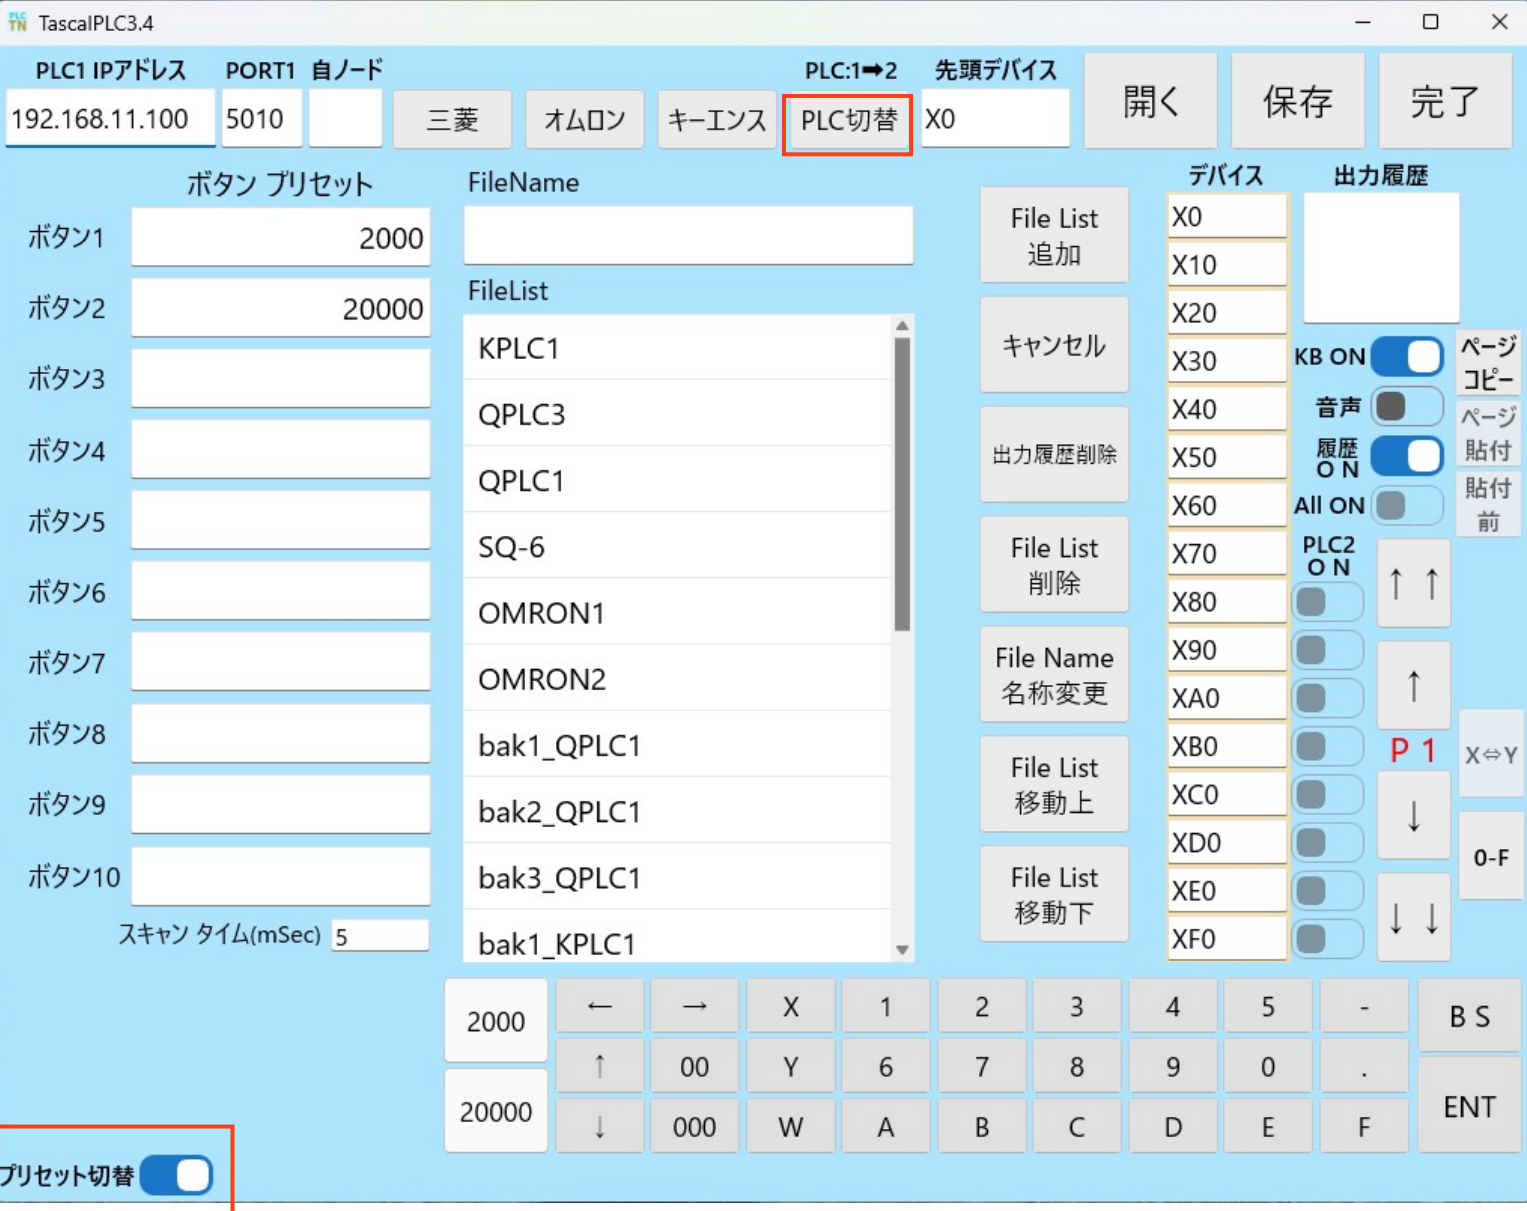 TascalPLC3.4
PLC1 IPアドレス PORT1 自ノード PLC:1➡2 先頭デバイス
192.168.11.100 5010 三菱 オムロン キーエンス PLC切替 X0 開く 保存 完了
ボタン プリセット
ボタン1 2000
ボタン2 20000
ボタン3
ボタン4
ボタン5
ボタン6
ボタン7
ボタン8
ボタン9
ボタン10
スキャン タイム(mSec) 5
FileName
FileList
KPLC1
QPLC3
QPLC1
SQ-6
OMRON1
OMRON2
bak1_QPLC1
bak2_QPLC1
bak3_QPLC1
bak1_KPLC1
File List
追加
キャンセル
出力履歴削除
File List
削除
File Name
名称変更
File List
移動上
File List
移動下
デバイス
X0
X10
X20
X30
X40
X50
X60
X70
X80
X90
XA0
XB0
XC0
XD0
XE0
XF0
出力履歴
KB ON
音声
履歴
O N
All ON
PLC2
O N
ページ
コピー
ページ
貼付
貼付
前
↑ ↑
↑
P 1
↓
↓ ↓
X⇔Y
0-F
2000
20000
← → X 1 2 3 4 5 -
↑ 00 Y 6 7 8 9 0 .
↓ 000 W A B C D E F
B S
ENT
プリセット切替